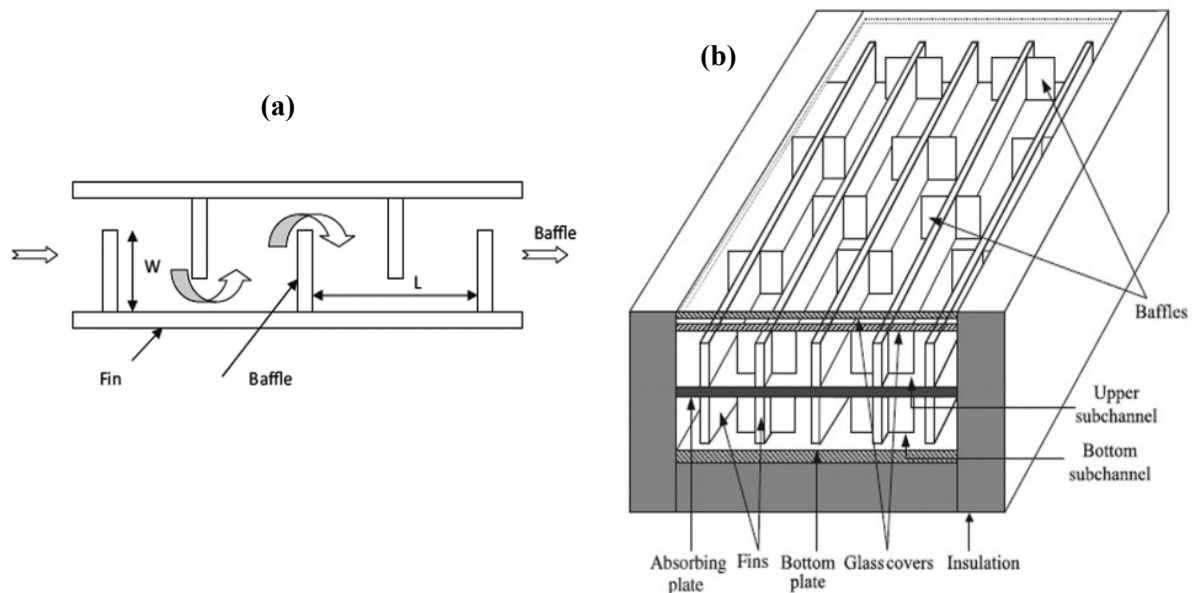 (a)
Baffle
W
L
Fin
Baffle
(b)
Baffles
Upper
subchannel
Bottom
subchannel
Absorbing
plate
Fins
Bottom
plate
Glass covers
Insulation